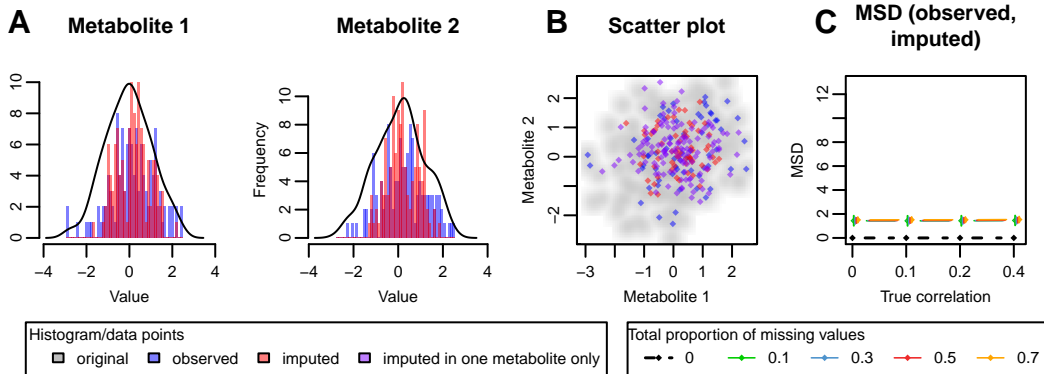 A
Metabolite 1
0 2 4 6 8 10
−4 −2 0 2 4
Value
Metabolite 2
Frequency
0 2 4 6 8 10
−4 −2 0 2 4
Value
B
Scatter plot
Metabolite 2
−2 0 1 2
−3 −1 0 1 2
Metabolite 1
C
MSD (observed,
imputed)
MSD
0 2 4 8 12
0 0.1 0.2 0.4
True correlation
Histogram/data points
original observed imputed imputed in one metabolite only
Total proportion of missing values
0 0.1 0.3 0.5 0.7